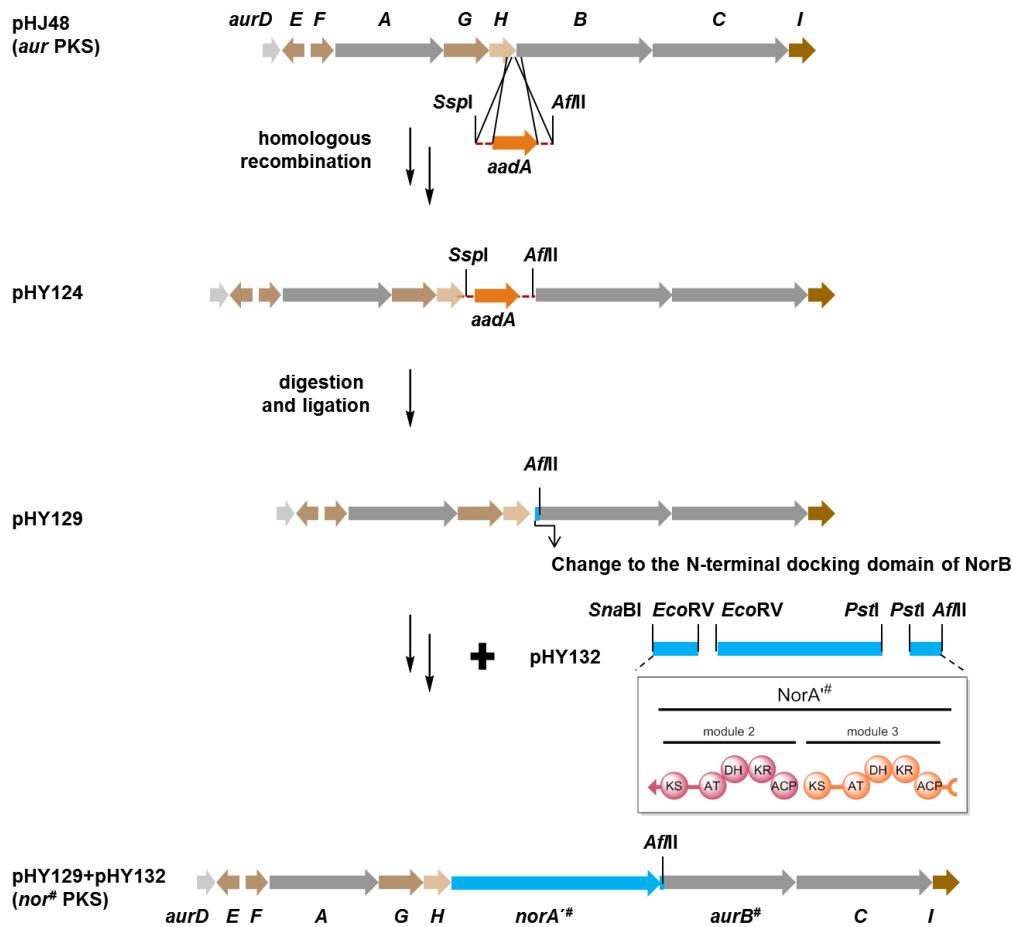 pHJ48
(aur PKS)
aurD E F A G H B C I
SspI AflII
homologous
recombination
aadA
SspI AflII
pHY124
aadA
digestion
and ligation
AflII
pHY129
Change to the N-terminal docking domain of NorB
SnaBI EcoRV EcoRV PstI PstI AflII
pHY132
NorA'#
module 2 module 3
KS AT DH KR ACP KS AT DH KR ACP
AflII
pHY129+pHY132
(nor# PKS)
aurD E F A G H norA′# aurB# C I